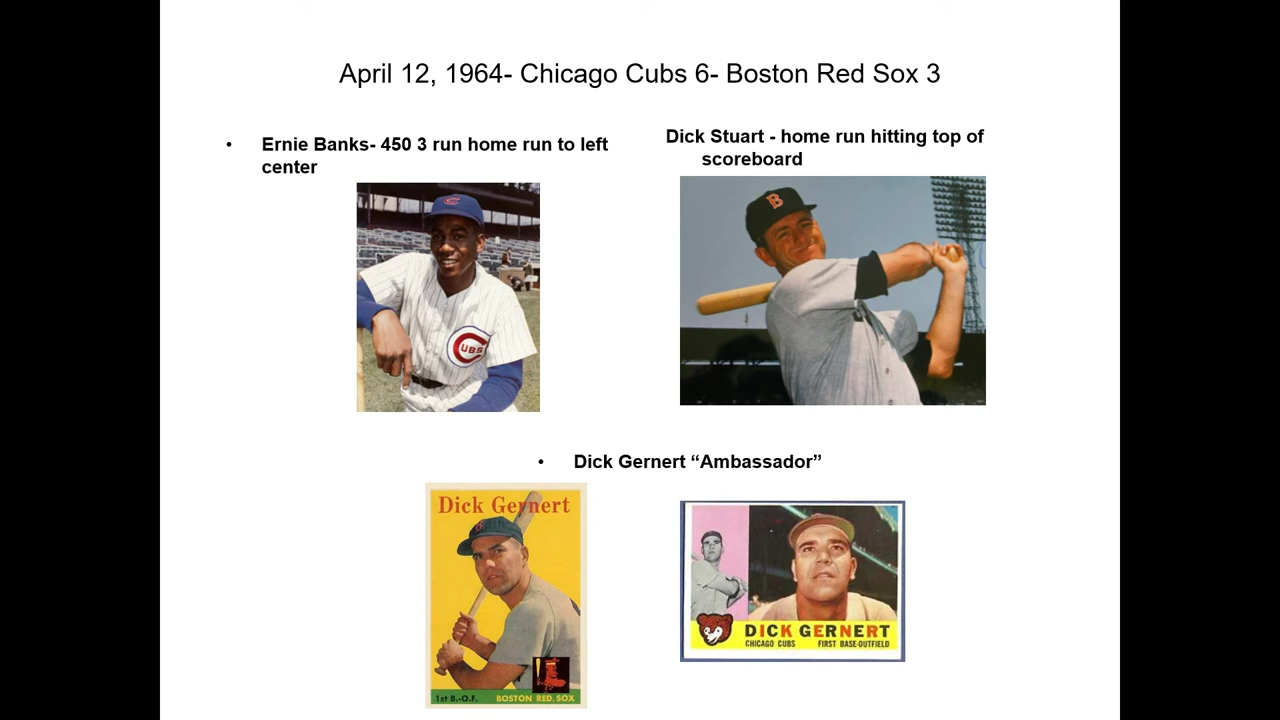 April 12, 1964- Chicago Cubs 6- Boston Red Sox 3
• Ernie Banks- 450 3 run home run to left
center
Dick Stuart - home run hitting top of
scoreboard
C
CUBS
B
• Dick Gernert “Ambassador”
Dick Gernert
1st B.-O.F. BOSTON RED SOX
DICK GERNERT
CHICAGO CUBS FIRST BASE-OUTFIELD